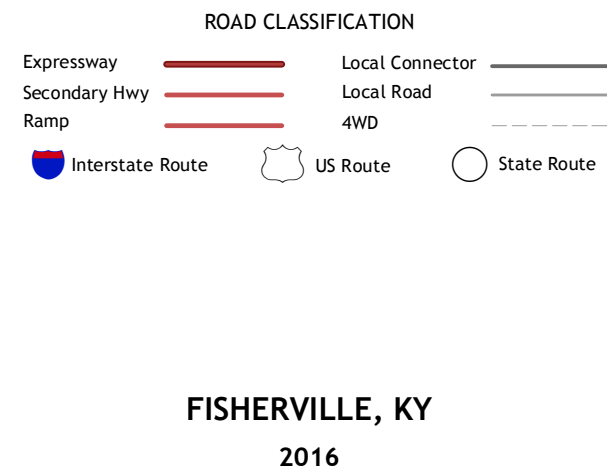 ROAD CLASSIFICATION
Expressway
Secondary Hwy
Ramp
Local Connector
Local Road
4WD
Interstate Route
US Route
State Route
FISHERVILLE, KY
2016